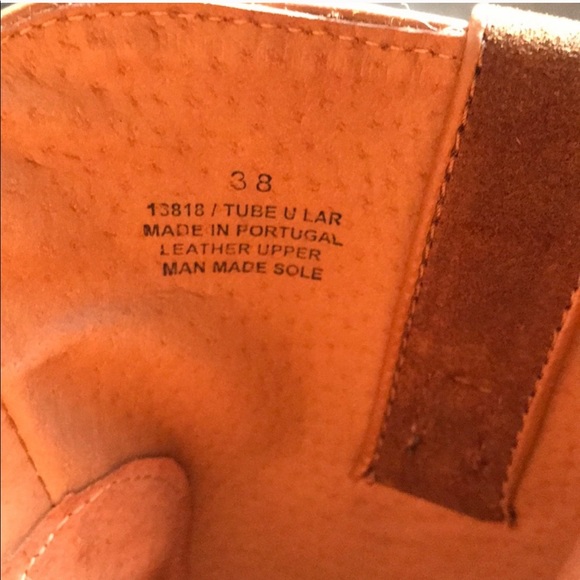 38
13818 / TUBE U LAR
MADE IN PORTUGAL
LEATHER UPPER
MAN MADE SOLE